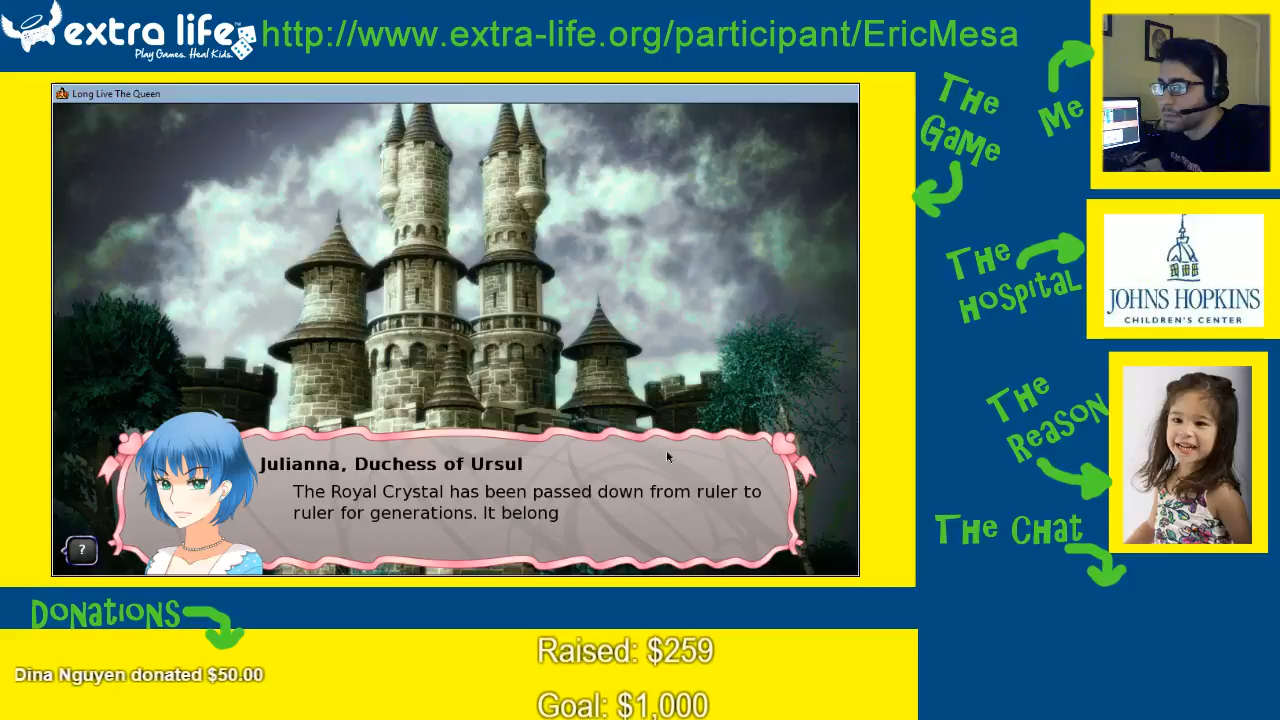 extra life
Play Games. Heal Kids.
http://www.extra-life.org/participant/EricMesa
Long Live The Queen
The Game
Me
The Hospital
JOHNS HOPKINS
CHILDREN'S CENTER
The Reason
The Chat
Julianna, Duchess of Ursul
The Royal Crystal has been passed down from ruler to
ruler for generations. It belong
?
Donations
Dina Nguyen donated $50.00
Raised: $259
Goal: $1,000